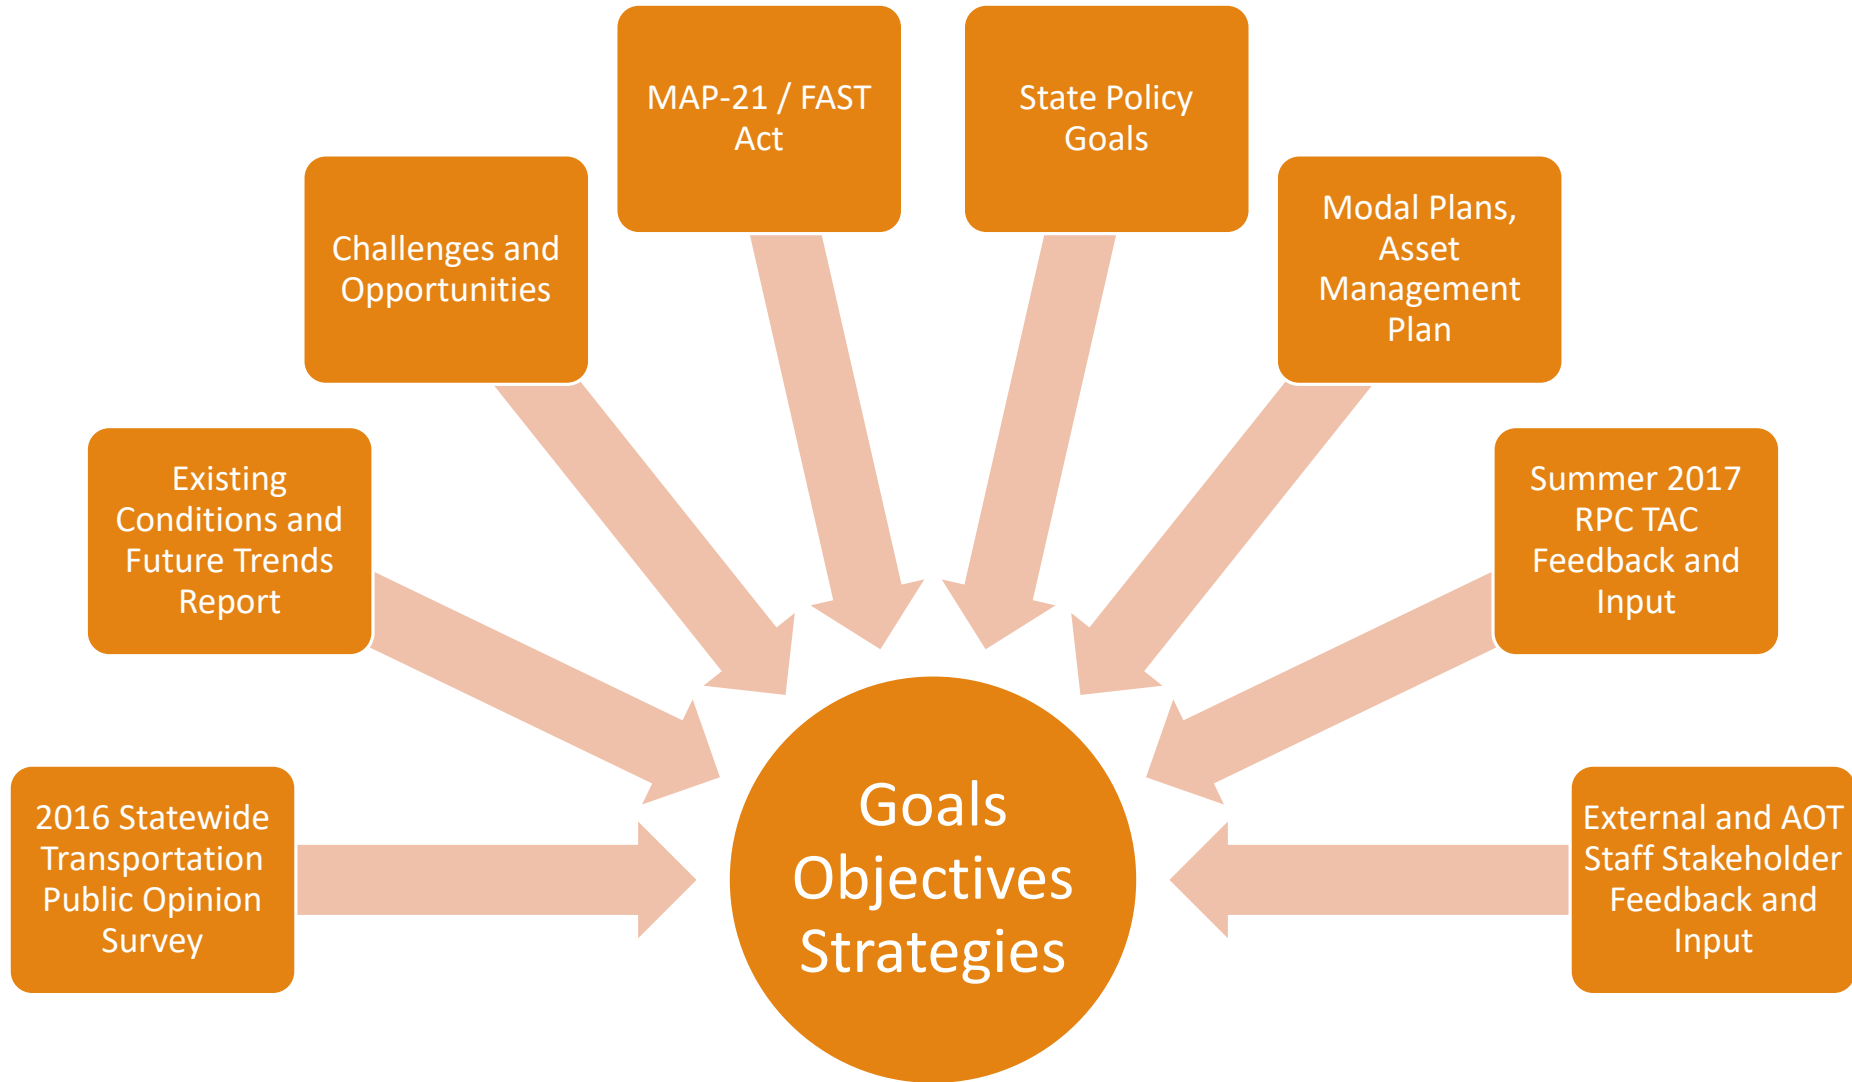 MAP-21 / FAST
Act
State Policy
Goals
Challenges and
Opportunities
Modal Plans,
Asset
Management
Plan
Existing
Conditions and
Future Trends
Report
Summer 2017
RPC TAC
Feedback and
Input
2016 Statewide
Transportation
Public Opinion
Survey
Goals
Objectives
Strategies
External and AOT
Staff Stakeholder
Feedback and
Input